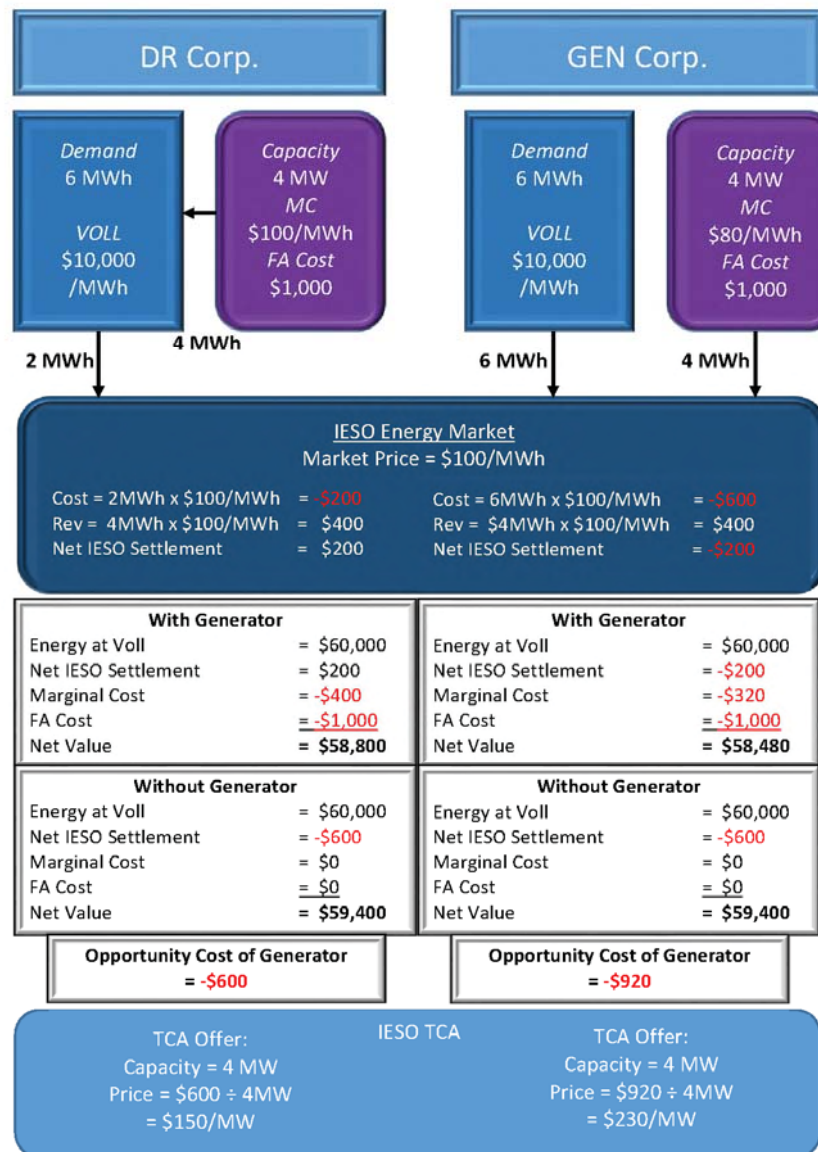 DR Corp.
GEN Corp.
Demand
6 MWh
VOLL
$10,000
/MWh
Capacity
4 MW
MC
$100/MWh
FA Cost
$1,000
Demand
6 MWh
VOLL
$10,000
/MWh
Capacity
4 MW
MC
$80/MWh
FA Cost
$1,000
2 MWh
4 MWh
6 MWh
4 MWh
IESO Energy Market
Market Price = $100/MWh
Cost = 2MWh x $100/MWh = -$200
Rev = 4MWh x $100/MWh = $400
Net IESO Settlement = $200
Cost = 6MWh x $100/MWh = -$600
Rev = $4MWh x $100/MWh = $400
Net IESO Settlement = -$200
With Generator
Energy at Voll = $60,000
Net IESO Settlement = $200
Marginal Cost = -$400
FA Cost = -$1,000
Net Value = $58,800
With Generator
Energy at Voll = $60,000
Net IESO Settlement = -$200
Marginal Cost = -$320
FA Cost = -$1,000
Net Value = $58,480
Without Generator
Energy at Voll = $60,000
Net IESO Settlement = -$600
Marginal Cost = $0
FA Cost = $0
Net Value = $59,400
Without Generator
Energy at Voll = $60,000
Net IESO Settlement = -$600
Marginal Cost = $0
FA Cost = $0
Net Value = $59,400
Opportunity Cost of Generator
= -$600
Opportunity Cost of Generator
= -$920
IESO TCA
TCA Offer:
Capacity = 4 MW
Price = $600 ÷ 4MW
= $150/MW
TCA Offer:
Capacity = 4 MW
Price = $920 ÷ 4MW
= $230/MW